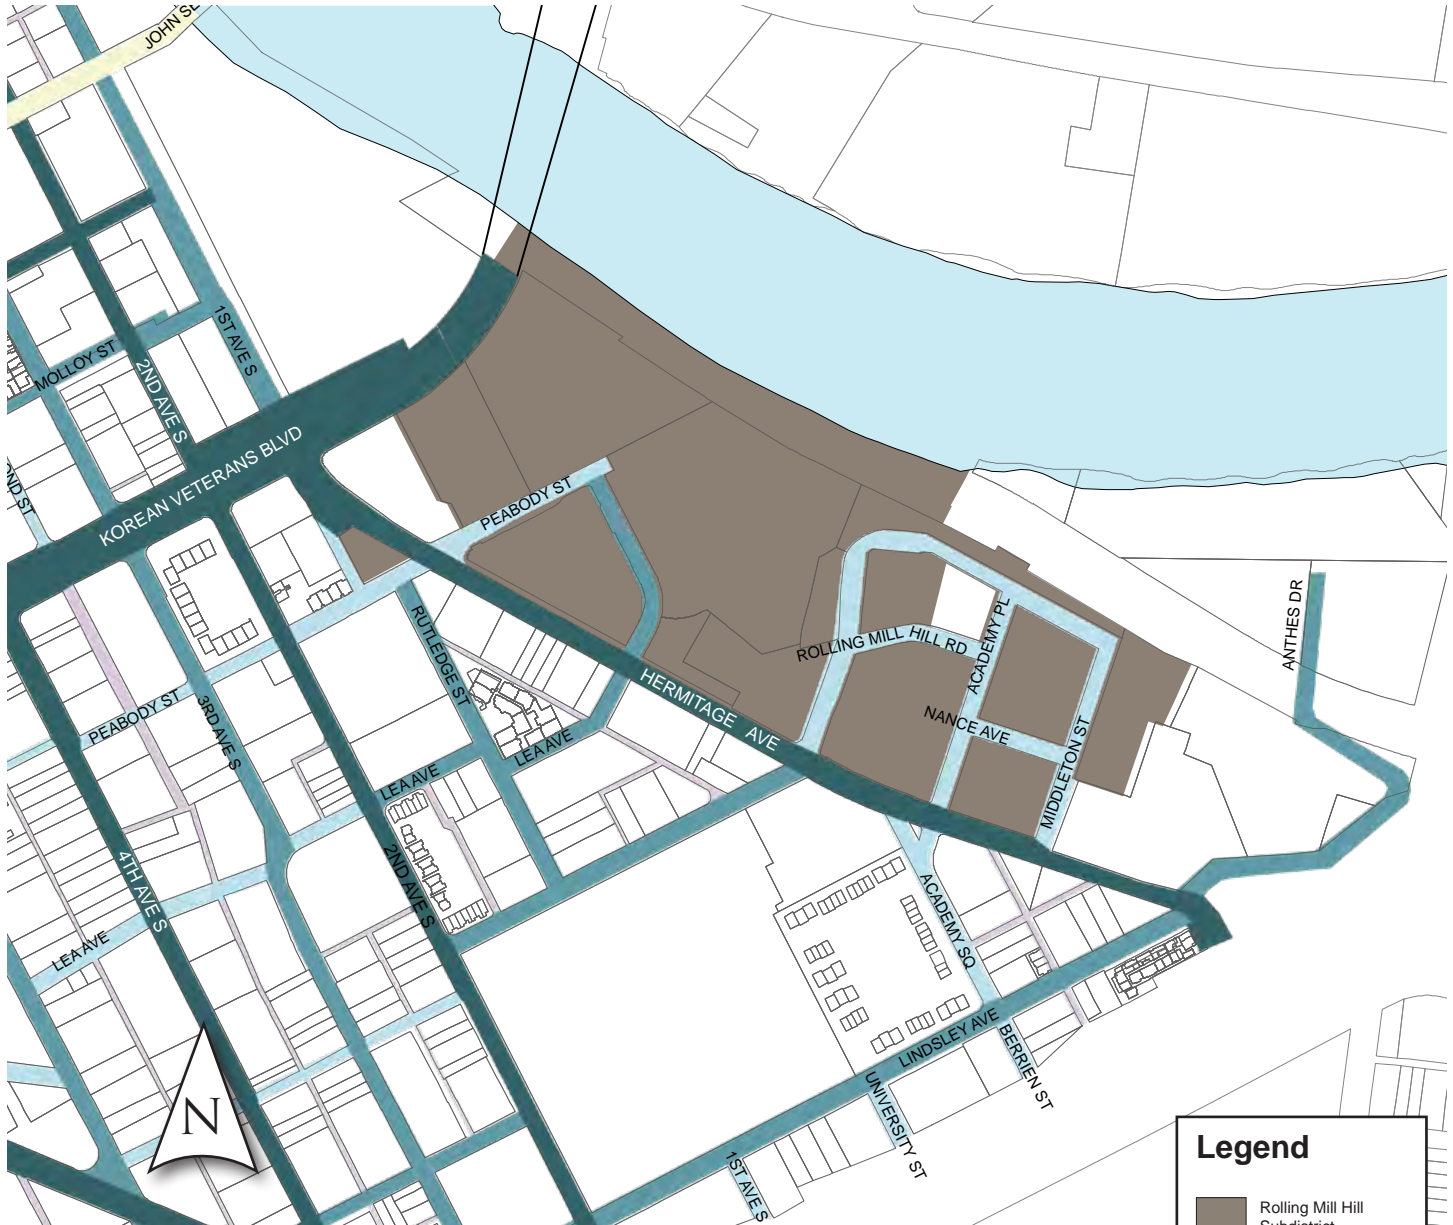 JOHN SE
1ST AVE S
MOLLOY ST
2ND AVE S
OND ST
KOREAN VETERANS BLVD
PEABODY ST
ANTHES DR
RUTLEDGE ST
ROLLING MILL HILL RD
ACADEMY PL
HERMITAGE AVE
NANCE AVE
MIDDLETON ST
PEABODY ST
3RD AVE S
LEA AVE
LEA AVE
2ND AVE S
4TH AVE S
ACADEMY SQ
LEA AVE
LINDSLEY AVE
BERRIEN ST
UNIVERSITY ST
1ST AVE S
N
Legend
Rolling Mill Hill
Subdistrict